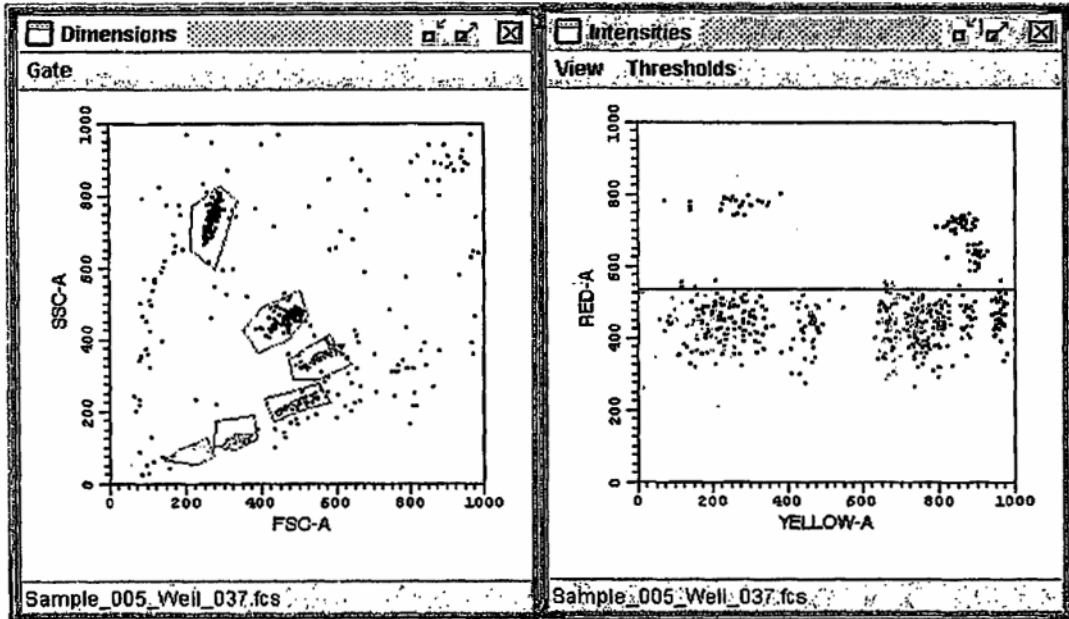 Dimensions
Gate
1000
800
600
400
200
0
SSC-A
0 200 400 600 800 1000
FSC-A
Sample_005_Well_037.fcs
Intensities
View Thresholds
1000
800
600
400
200
0
RED-A
0 200 400 600 800 1000
YELLOW-A
Sample_005_Well_037.fcs